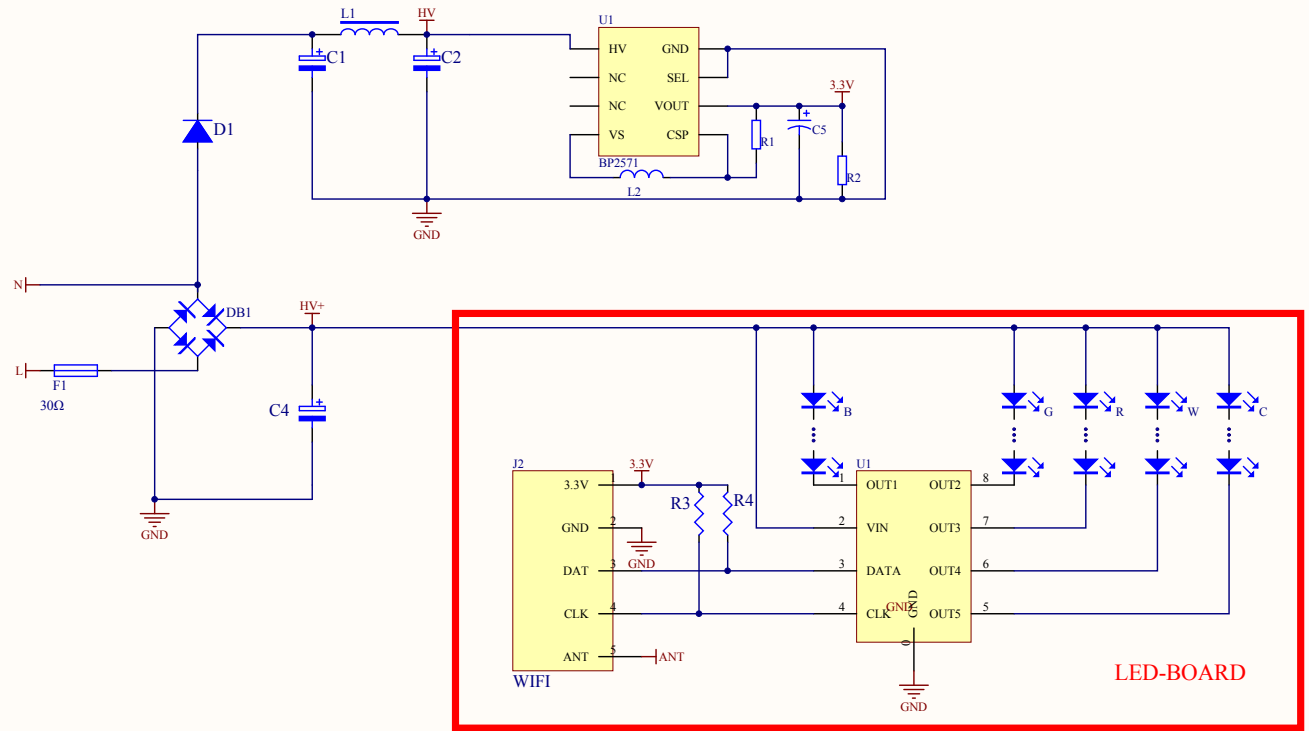 L1
HV
U1
C1
C2
HV
GND
NC
SEL
NC
VOUT
VS
CSP
BP2571
L2
3.3V
R1
C5
R2
D1
GND
N
DB1
HV+
L
F1
30Ω
C4
GND
B
G
R
W
C
J2
3.3V
U1
3.3V
1
R3
R4
1
OUT1
OUT2
8
GND
2
2
VIN
OUT3
7
GND
DAT
3
3
DATA
OUT4
6
CLK
4
4
CLK
GND
GND
OUT5
5
0
ANT
5
ANT
WIFI
LED-BOARD
GND